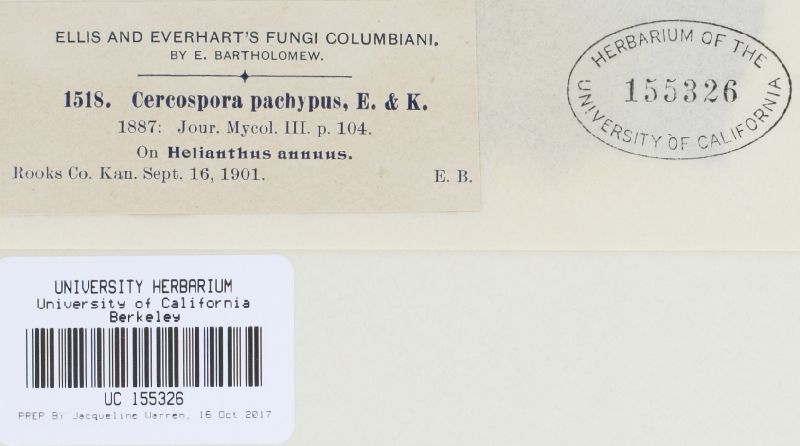 ELLIS AND EVERHART'S FUNGI COLUMBIANI.
BY E. BARTHOLOMEW.
1518. Cercospora pachypus, E. & K.
1887: Jour. Mycol. III. p. 104.
On Helianthus annuus.
Rooks Co. Kan. Sept. 16, 1901. E. B.
HERBARIUM OF THE
155326
UNIVERSITY OF CALIFORNIA
UNIVERSITY HERBARIUM
University of California
Berkeley
UC 155326
PREP BY Jacqueline Warren, 16 Oct 2017